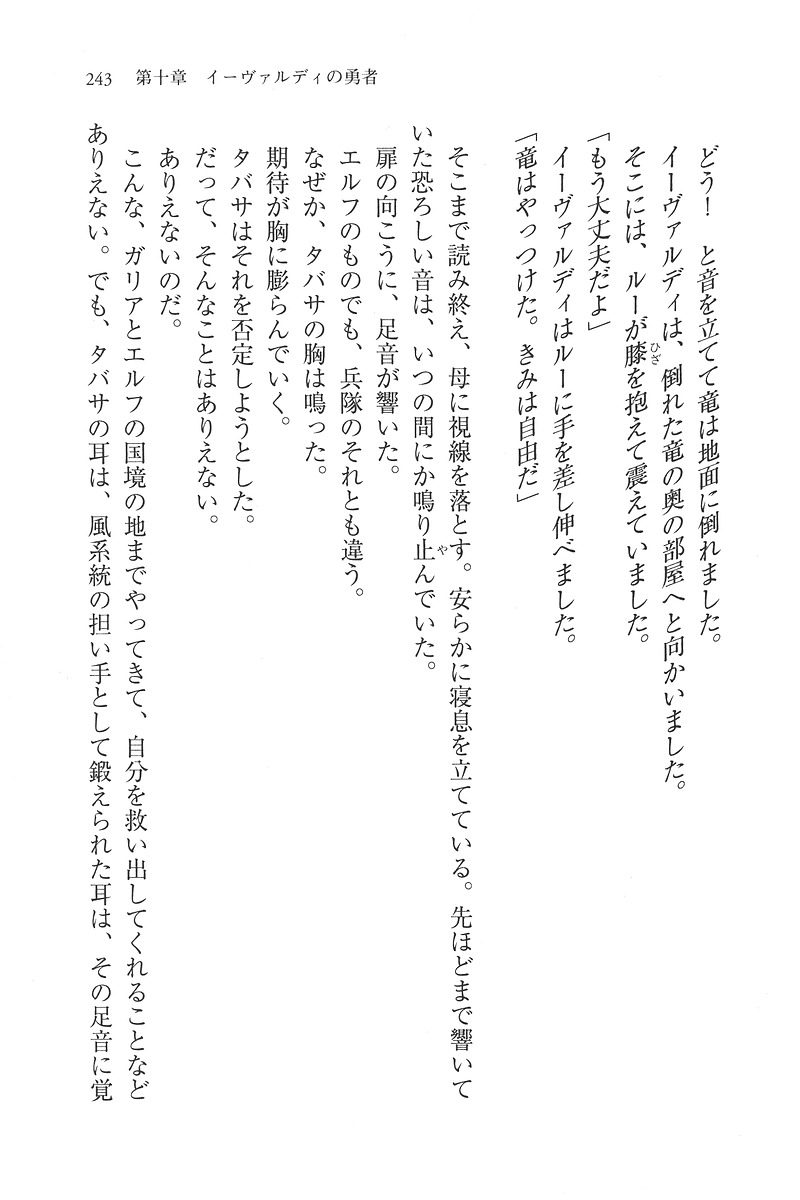 243　第十章　イーヴァルディの勇者
どう！　と音を立てて竜は地面に倒れました。
イーヴァルディは、倒れた竜の奥の部屋へと向かいました。
そこには、ルーが膝を抱えて震えていました。
「もう大丈夫だよ」
イーヴァルディはルーに手を差し伸べました。
「竜はやっつけた。きみは自由だ」
そこまで読み終え、母に視線を落とす。安らかに寝息を立てている。先ほどまで響いて
いた恐ろしい音は、いつの間にか鳴り止んでいた。
扉の向こうに、足音が響いた。
エルフのものでも、兵隊のそれとも違う。
なぜか、タバサの胸は鳴った。
期待が胸に膨らんでいく。
タバサはそれを否定しようとした。
だって、そんなことはありえない。
ありえないのだ。
こんな、ガリアとエルフの国境の地までやってきて、自分を救い出してくれることなど
ありえない。でも、タバサの耳は、風系統の担い手として鍛えられた耳は、その足音に覚